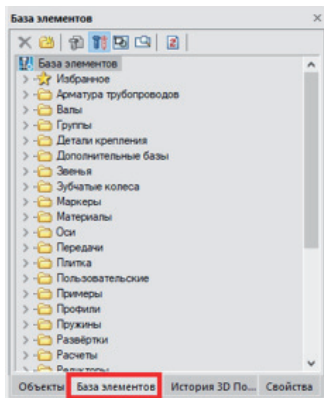 База элементов
База элементов
Избранное
Арматура трубопроводов
Валы
Группы
Детали крепления
Дополнительные базы
Звенья
Зубчатые колеса
Маркеры
Материалы
Оси
Передачи
Плитка
Пользовательские
Примеры
Профили
Пружины
Развёртки
Расчеты
Редукторы
Объекты База элементов История 3D По... Свойства